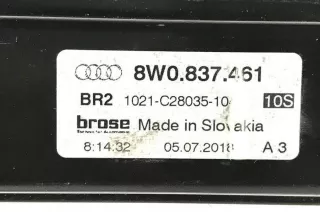 8W0.837.461
BR2 1021-C28035-10 10S
brose Made in Slovakia
8:14.32 05.07.2018 A 3